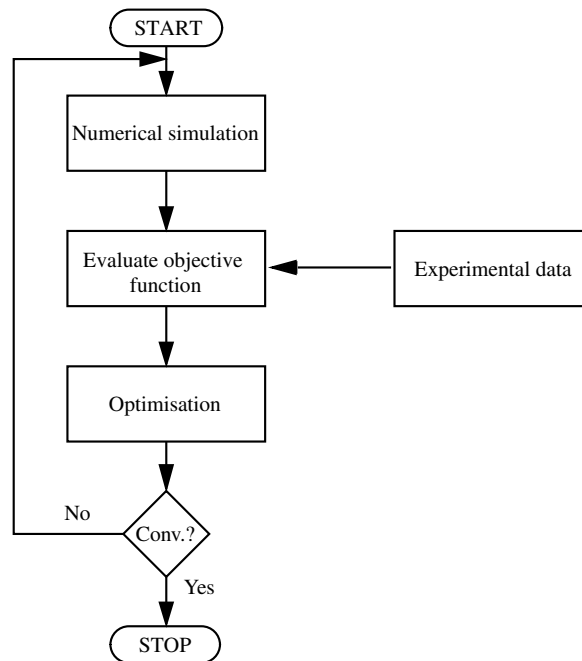 START
Numerical simulation
Evaluate objective
function
Experimental data
Optimisation
No
Conv.?
Yes
STOP